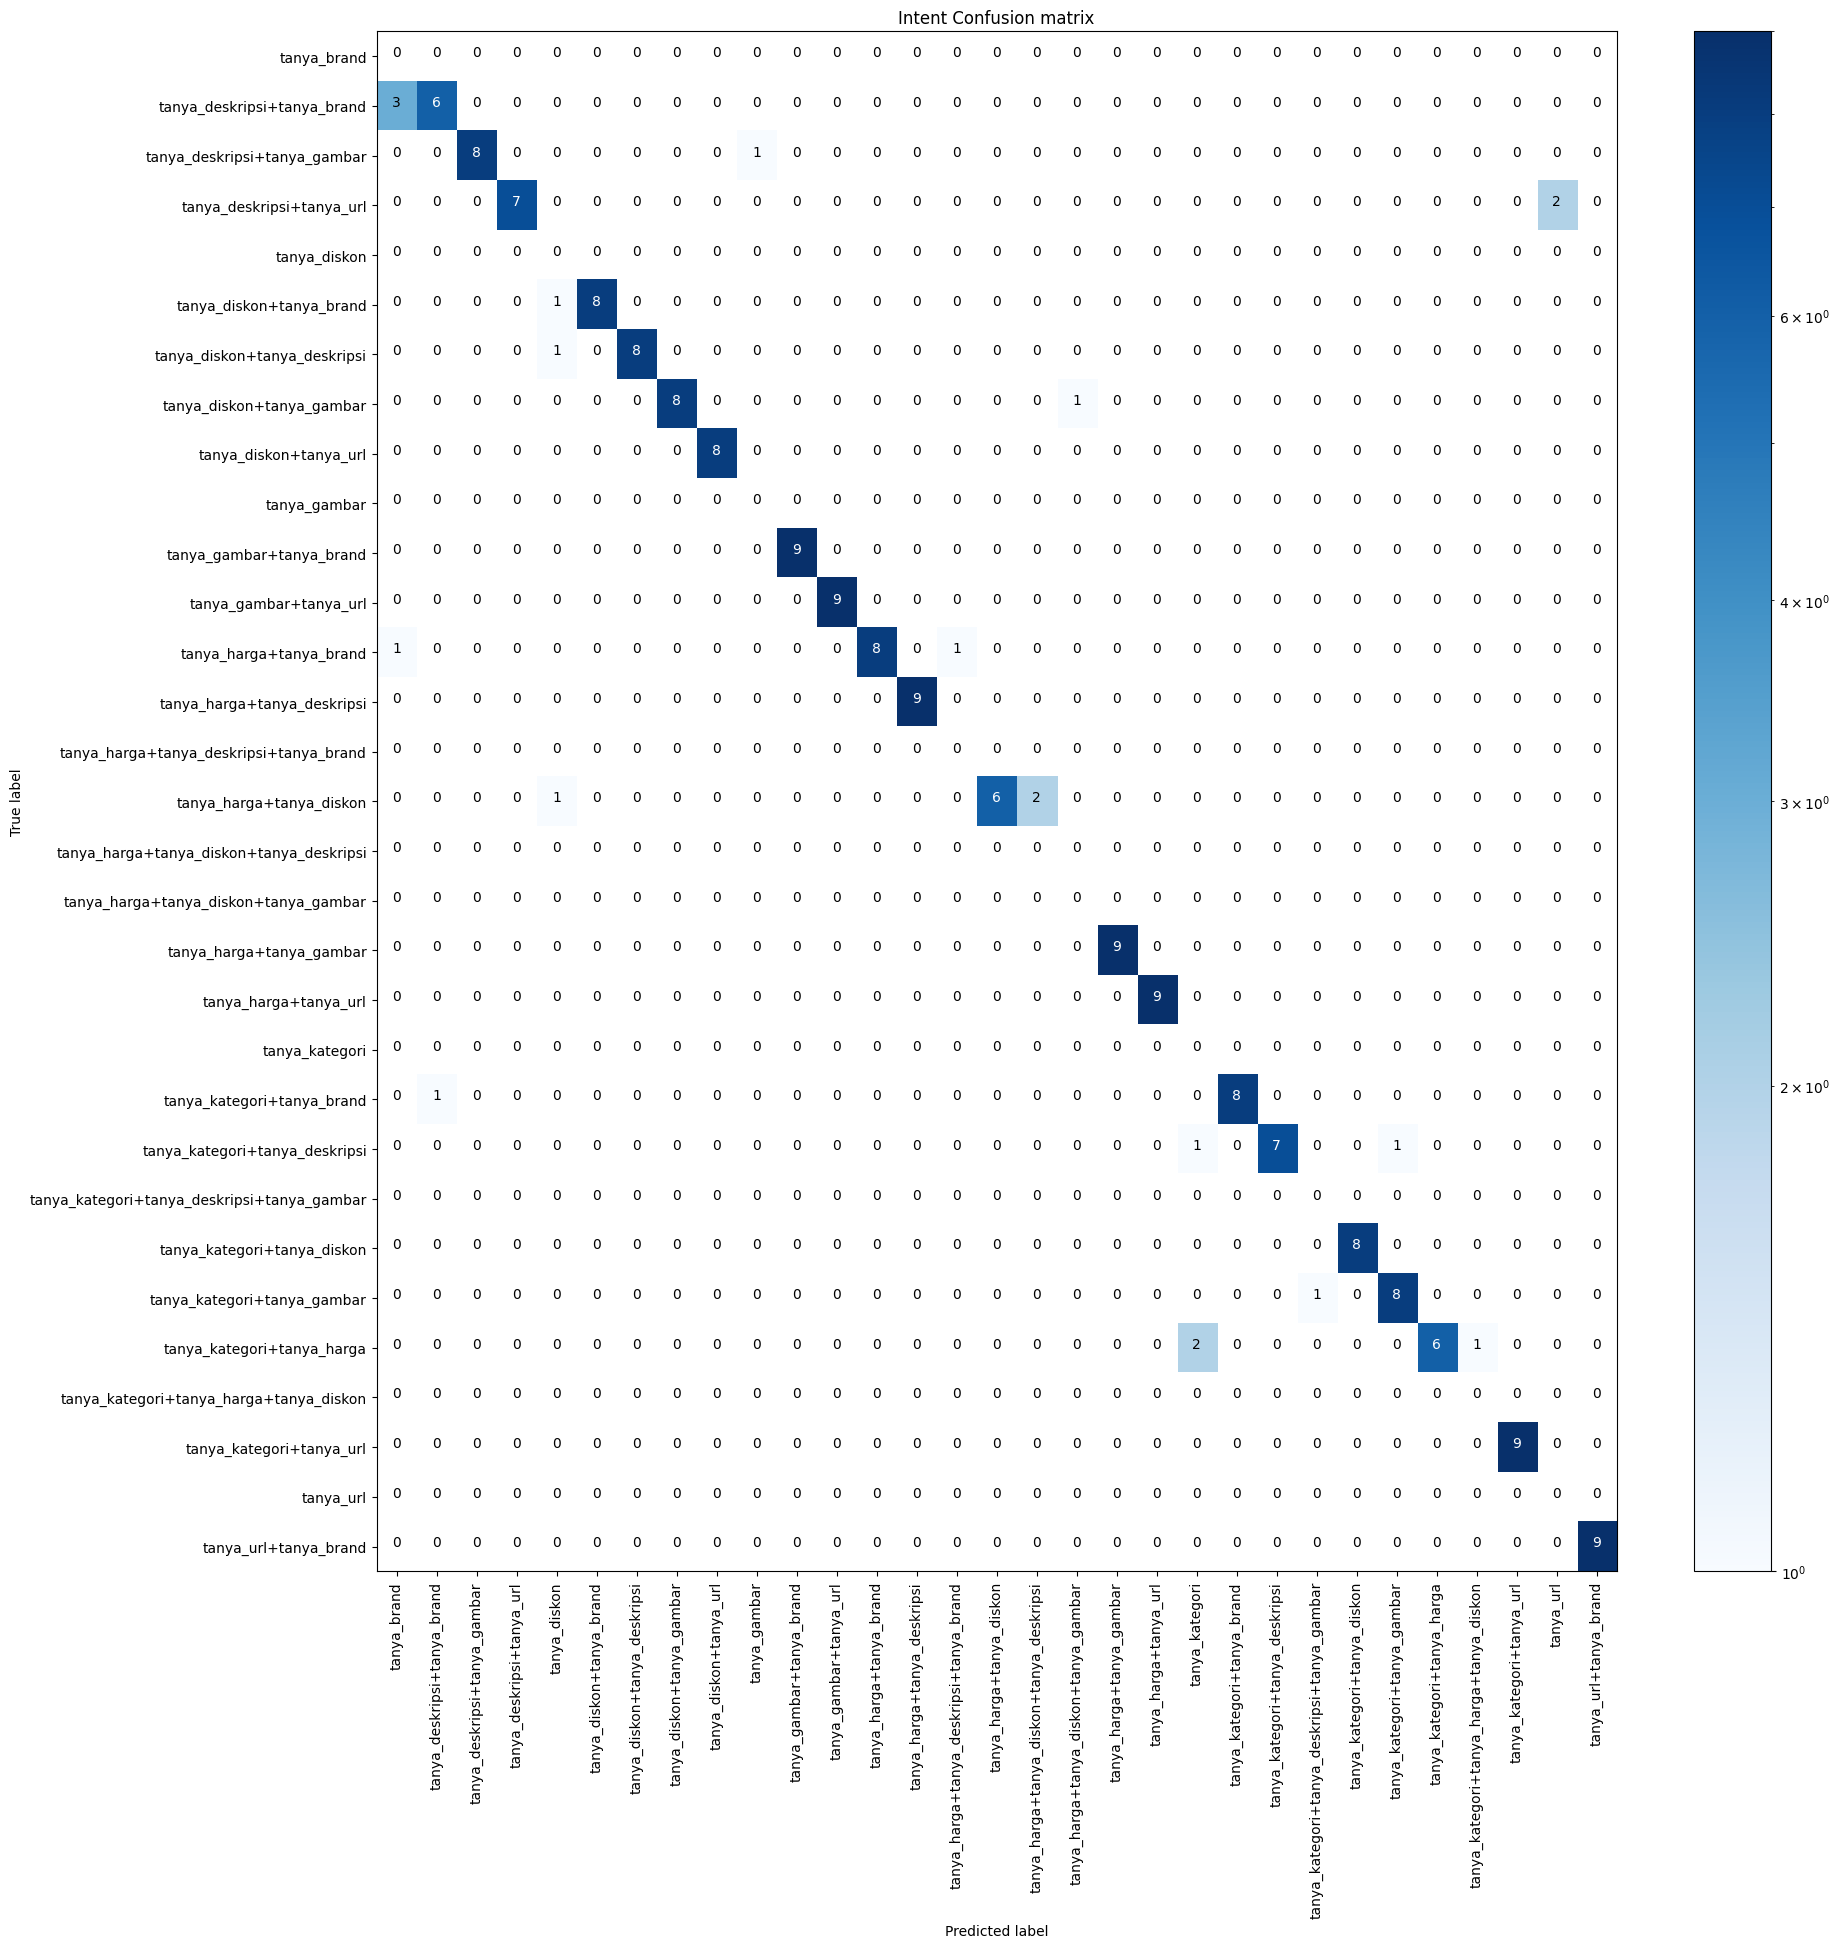 Intent Confusion matrix
tanya_brand 0 0 0 0 0 0 0 0 0 0 0 0 0 0 0 0 0 0 0 0 0 0 0 0 0 0 0 0 0 0 0
tanya_deskripsi+tanya_brand 3 6 0 0 0 0 0 0 0 0 0 0 0 0 0 0 0 0 0 0 0 0 0 0 0 0 0 0 0 0 0
tanya_deskripsi+tanya_gambar 0 0 8 0 0 0 0 0 0 1 0 0 0 0 0 0 0 0 0 0 0 0 0 0 0 0 0 0 0 0 0
tanya_deskripsi+tanya_url 0 0 0 7 0 0 0 0 0 0 0 0 0 0 0 0 0 0 0 0 0 0 0 0 0 0 0 0 0 2 0
tanya_diskon 0 0 0 0 0 0 0 0 0 0 0 0 0 0 0 0 0 0 0 0 0 0 0 0 0 0 0 0 0 0 0
tanya_diskon+tanya_brand 0 0 0 0 1 8 0 0 0 0 0 0 0 0 0 0 0 0 0 0 0 0 0 0 0 0 0 0 0 0 0
tanya_diskon+tanya_deskripsi 0 0 0 0 1 0 8 0 0 0 0 0 0 0 0 0 0 0 0 0 0 0 0 0 0 0 0 0 0 0 0
tanya_diskon+tanya_gambar 0 0 0 0 0 0 0 8 0 0 0 0 0 0 0 0 0 1 0 0 0 0 0 0 0 0 0 0 0 0 0
tanya_diskon+tanya_url 0 0 0 0 0 0 0 0 8 0 0 0 0 0 0 0 0 0 0 0 0 0 0 0 0 0 0 0 0 0 0
tanya_gambar 0 0 0 0 0 0 0 0 0 0 0 0 0 0 0 0 0 0 0 0 0 0 0 0 0 0 0 0 0 0 0
tanya_gambar+tanya_brand 0 0 0 0 0 0 0 0 0 0 9 0 0 0 0 0 0 0 0 0 0 0 0 0 0 0 0 0 0 0 0
tanya_gambar+tanya_url 0 0 0 0 0 0 0 0 0 0 0 9 0 0 0 0 0 0 0 0 0 0 0 0 0 0 0 0 0 0 0
tanya_harga+tanya_brand 1 0 0 0 0 0 0 0 0 0 0 0 8 0 1 0 0 0 0 0 0 0 0 0 0 0 0 0 0 0 0
tanya_harga+tanya_deskripsi 0 0 0 0 0 0 0 0 0 0 0 0 0 9 0 0 0 0 0 0 0 0 0 0 0 0 0 0 0 0 0
tanya_harga+tanya_deskripsi+tanya_brand 0 0 0 0 0 0 0 0 0 0 0 0 0 0 0 0 0 0 0 0 0 0 0 0 0 0 0 0 0 0 0
tanya_harga+tanya_diskon 0 0 0 0 1 0 0 0 0 0 0 0 0 0 0 6 2 0 0 0 0 0 0 0 0 0 0 0 0 0 0
tanya_harga+tanya_diskon+tanya_deskripsi 0 0 0 0 0 0 0 0 0 0 0 0 0 0 0 0 0 0 0 0 0 0 0 0 0 0 0 0 0 0 0
tanya_harga+tanya_diskon+tanya_gambar 0 0 0 0 0 0 0 0 0 0 0 0 0 0 0 0 0 0 0 0 0 0 0 0 0 0 0 0 0 0 0
tanya_harga+tanya_gambar 0 0 0 0 0 0 0 0 0 0 0 0 0 0 0 0 0 0 9 0 0 0 0 0 0 0 0 0 0 0 0
tanya_harga+tanya_url 0 0 0 0 0 0 0 0 0 0 0 0 0 0 0 0 0 0 0 9 0 0 0 0 0 0 0 0 0 0 0
tanya_kategori 0 0 0 0 0 0 0 0 0 0 0 0 0 0 0 0 0 0 0 0 0 0 0 0 0 0 0 0 0 0 0
tanya_kategori+tanya_brand 0 1 0 0 0 0 0 0 0 0 0 0 0 0 0 0 0 0 0 0 0 8 0 0 0 0 0 0 0 0 0
tanya_kategori+tanya_deskripsi 0 0 0 0 0 0 0 0 0 0 0 0 0 0 0 0 0 0 0 0 1 0 7 0 0 1 0 0 0 0 0
tanya_kategori+tanya_deskripsi+tanya_gambar 0 0 0 0 0 0 0 0 0 0 0 0 0 0 0 0 0 0 0 0 0 0 0 0 0 0 0 0 0 0 0
tanya_kategori+tanya_diskon 0 0 0 0 0 0 0 0 0 0 0 0 0 0 0 0 0 0 0 0 0 0 0 0 8 0 0 0 0 0 0
tanya_kategori+tanya_gambar 0 0 0 0 0 0 0 0 0 0 0 0 0 0 0 0 0 0 0 0 0 0 0 1 0 8 0 0 0 0 0
tanya_kategori+tanya_harga 0 0 0 0 0 0 0 0 0 0 0 0 0 0 0 0 0 0 0 0 2 0 0 0 0 0 6 1 0 0 0
tanya_kategori+tanya_harga+tanya_diskon 0 0 0 0 0 0 0 0 0 0 0 0 0 0 0 0 0 0 0 0 0 0 0 0 0 0 0 0 0 0 0
tanya_kategori+tanya_url 0 0 0 0 0 0 0 0 0 0 0 0 0 0 0 0 0 0 0 0 0 0 0 0 0 0 0 0 9 0 0
tanya_url 0 0 0 0 0 0 0 0 0 0 0 0 0 0 0 0 0 0 0 0 0 0 0 0 0 0 0 0 0 0 0
tanya_url+tanya_brand 0 0 0 0 0 0 0 0 0 0 0 0 0 0 0 0 0 0 0 0 0 0 0 0 0 0 0 0 0 0 9
True label
tanya_brand
tanya_deskripsi+tanya_brand
tanya_deskripsi+tanya_gambar
tanya_deskripsi+tanya_url
tanya_diskon
tanya_diskon+tanya_brand
tanya_diskon+tanya_deskripsi
tanya_diskon+tanya_gambar
tanya_diskon+tanya_url
tanya_gambar
tanya_gambar+tanya_brand
tanya_gambar+tanya_url
tanya_harga+tanya_brand
tanya_harga+tanya_deskripsi
tanya_harga+tanya_deskripsi+tanya_brand
tanya_harga+tanya_diskon
tanya_harga+tanya_diskon+tanya_deskripsi
tanya_harga+tanya_diskon+tanya_gambar
tanya_harga+tanya_gambar
tanya_harga+tanya_url
tanya_kategori
tanya_kategori+tanya_brand
tanya_kategori+tanya_deskripsi
tanya_kategori+tanya_deskripsi+tanya_gambar
tanya_kategori+tanya_diskon
tanya_kategori+tanya_gambar
tanya_kategori+tanya_harga
tanya_kategori+tanya_harga+tanya_diskon
tanya_kategori+tanya_url
tanya_url
tanya_url+tanya_brand
Predicted label
6 × 10⁰
4 × 10⁰
3 × 10⁰
2 × 10⁰
10⁰